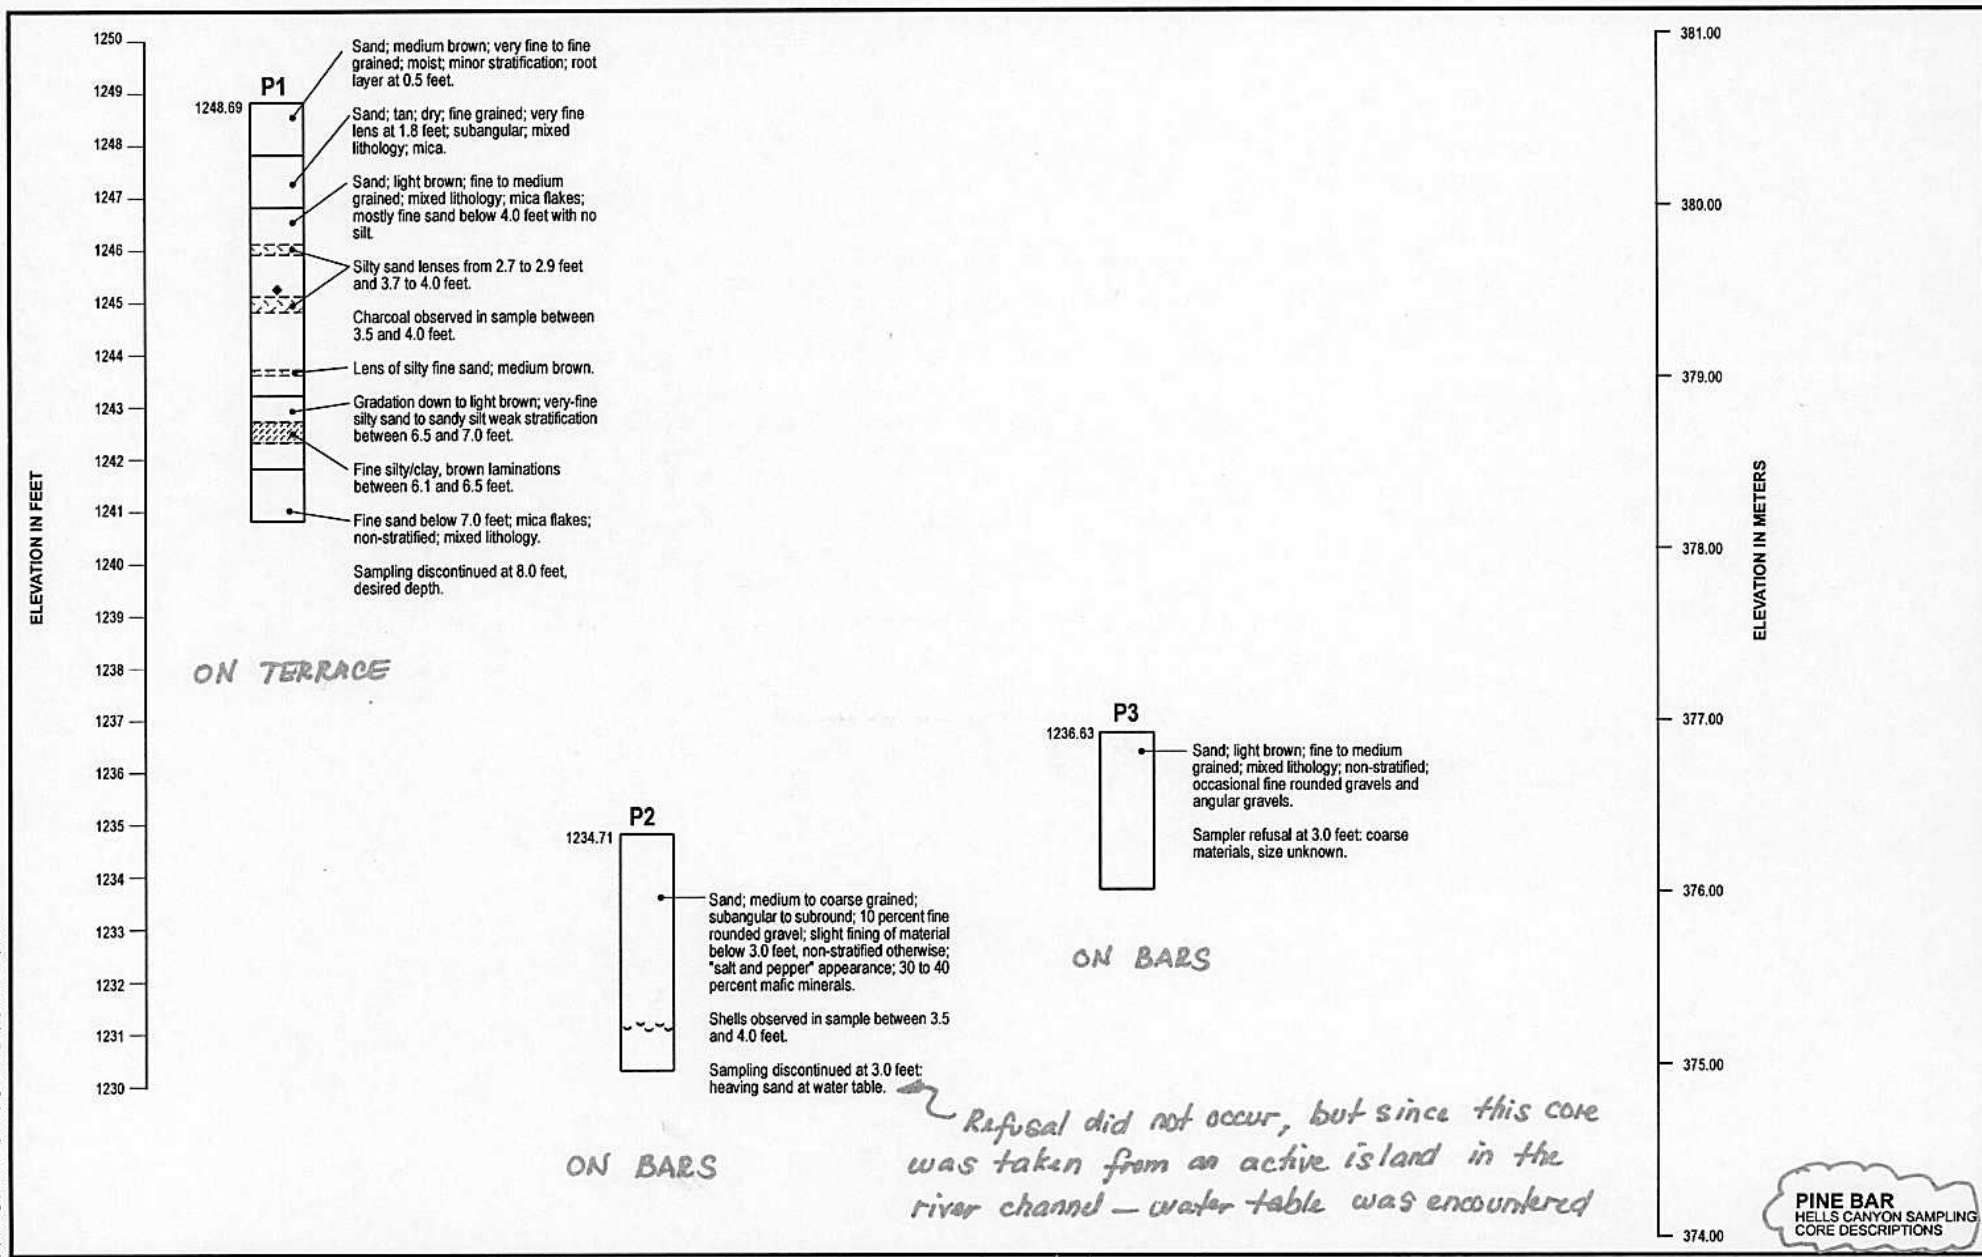 ELEVATION IN FEET
1250
1249
1248
1247
1246
1245
1244
1243
1242
1241
1240
1239
1238
1237
1236
1235
1234
1233
1232
1231
1230
P1
1248.69
Sand; medium brown; very fine to fine
grained; moist; minor stratification; root
layer at 0.5 feet.
Sand; tan; dry; fine grained; very fine
lens at 1.8 feet; subangular; mixed
lithology; mica.
Sand; light brown; fine to medium
grained; mixed lithology; mica flakes;
mostly fine sand below 4.0 feet with no
silt.
Silty sand lenses from 2.7 to 2.9 feet
and 3.7 to 4.0 feet.
Charcoal observed in sample between
3.5 and 4.0 feet.
Lens of silty fine sand; medium brown.
Gradation down to light brown; very-fine
silty sand to sandy silt weak stratification
between 6.5 and 7.0 feet.
Fine silty/clay, brown laminations
between 6.1 and 6.5 feet.
Fine sand below 7.0 feet; mica flakes;
non-stratified; mixed lithology.
Sampling discontinued at 8.0 feet,
desired depth.
ON TERRACE
P2
1234.71
Sand; medium to coarse grained;
subangular to subround; 10 percent fine
rounded gravel; slight fining of material
below 3.0 feet, non-stratified otherwise;
"salt and pepper" appearance; 30 to 40
percent mafic minerals.
Shells observed in sample between 3.5
and 4.0 feet.
Sampling discontinued at 3.0 feet:
heaving sand at water table.
ON BARS
Refusal did not occur, but since this core
was taken from an active island in the
river channel — water table was encountered
P3
1236.63
Sand; light brown; fine to medium
grained; mixed lithology; non-stratified;
occasional fine rounded gravels and
angular gravels.
Sampler refusal at 3.0 feet: coarse
materials, size unknown.
ON BARS
381.00
380.00
379.00
378.00
377.00
376.00
375.00
374.00
ELEVATION IN METERS
PINE BAR
HELLS CANYON SAMPLING
CORE DESCRIPTIONS